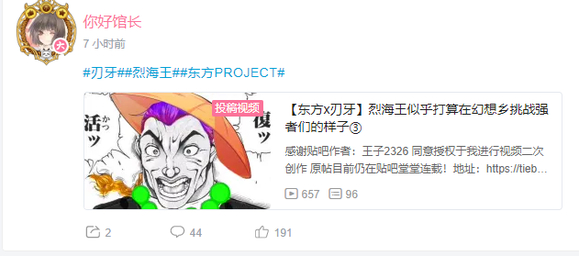 你好馆长
7 小时前
#刃牙##烈海王##东方PROJECT#
投稿视频
活ッ
かつ
復ッ
【东方x刃牙】烈海王似乎打算在幻想乡挑战强
者们的样子③
感谢贴吧作者：王子2326 同意授权于我进行视频二次
创作 原帖目前仍在贴吧堂堂连载！地址：https://tieb...
657
96
2
44
191